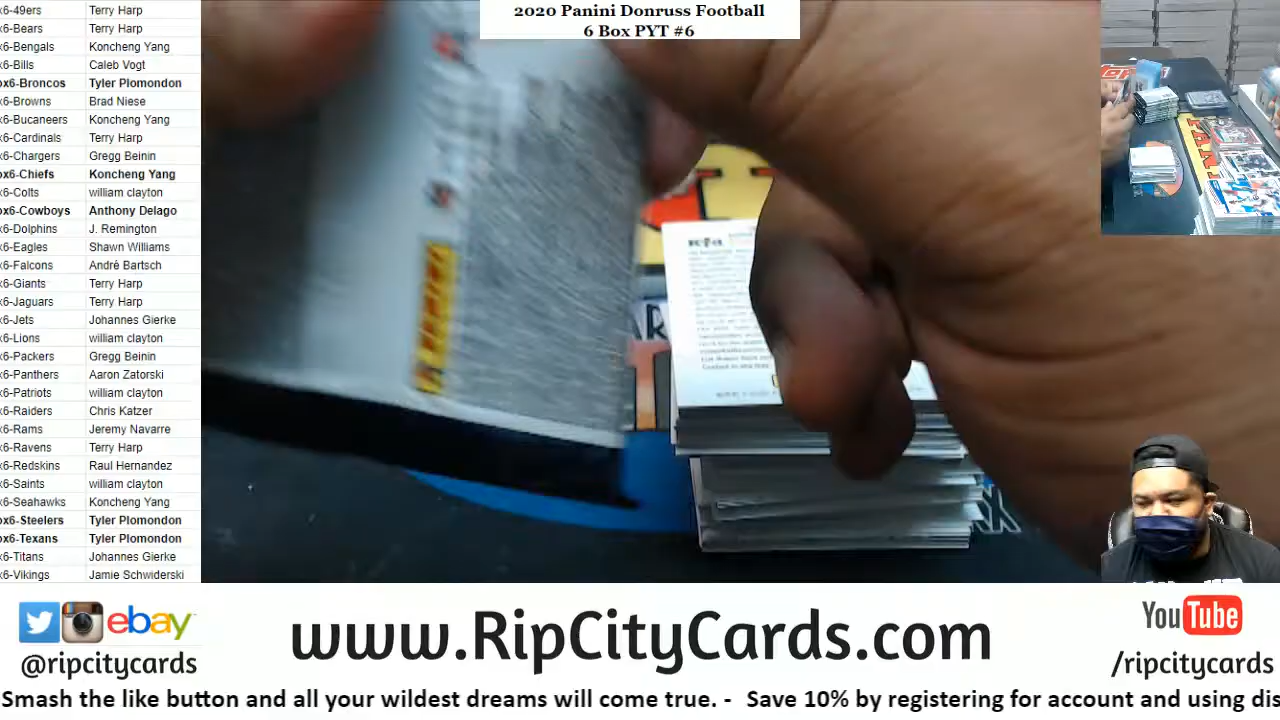 2020 Panini Donruss Football
6 Box PYT #6
x6-49ers Terry Harp
x6-Bears Terry Harp
x6-Bengals Koncheng Yang
x6-Bills Caleb Vogt
ox6-Broncos Tyler Plomondon
x6-Browns Brad Niese
x6-Bucaneers Koncheng Yang
x6-Cardinals Terry Harp
x6-Chargers Gregg Beinin
ox6-Chiefs Koncheng Yang
x6-Colts william clayton
ox6-Cowboys Anthony Delago
x6-Dolphins J. Remington
x6-Eagles Shawn Williams
x6-Falcons André Bartsch
x6-Giants Terry Harp
x6-Jaguars Terry Harp
x6-Jets Johannes Gierke
x6-Lions william clayton
x6-Packers Gregg Beinin
x6-Panthers Aaron Zatorski
x6-Patriots william clayton
x6-Raiders Chris Katzer
x6-Rams Jeremy Navarre
x6-Ravens Terry Harp
x6-Redskins Raul Hernandez
x6-Saints william clayton
x6-Seahawks Koncheng Yang
ox6-Steelers Tyler Plomondon
ox6-Texans Tyler Plomondon
x6-Titans Johannes Gierke
x6-Vikings Jamie Schwiderski
ebay
@ripcitycards
www.RipCityCards.com
YouTube
/ripcitycards
Smash the like button and all your wildest dreams will come true. - Save 10% by registering for account and using dis